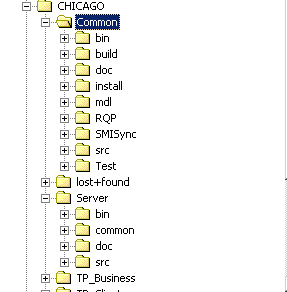 CHICAGO
Common
bin
build
doc
install
mdl
RQP
SMISync
src
Test
lost+found
Server
bin
common
doc
src
TP_Business